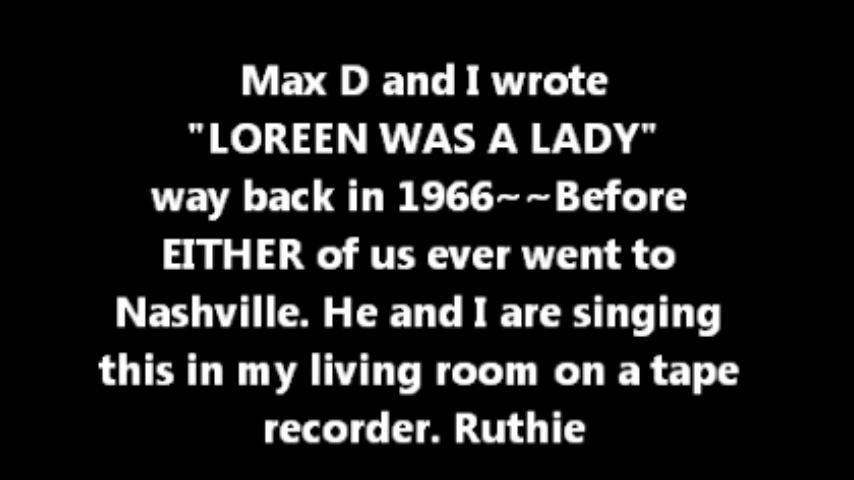 Max D and I wrote
"LOREEN WAS A LADY"
way back in 1966~~Before
EITHER of us ever went to
Nashville. He and I are singing
this in my living room on a tape
recorder. Ruthie